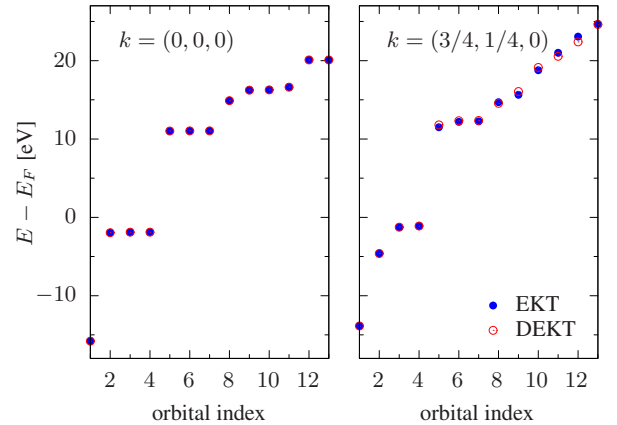 k = (0, 0, 0)
k = (3/4, 1/4, 0)
20
10
0
−10
E − E_F [eV]
EKT
DEKT
2 4 6 8 10 12
2 4 6 8 10 12
orbital index
orbital index